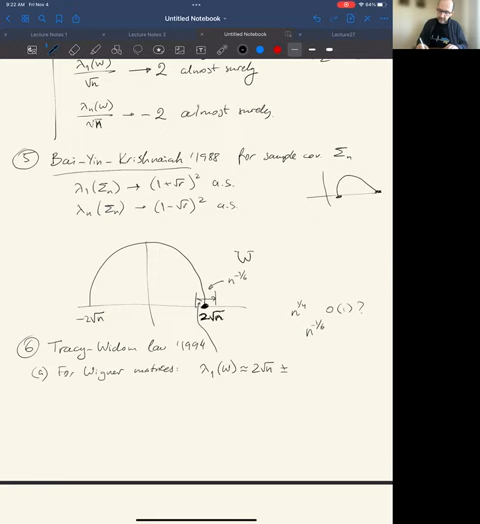 9:22 AM Fri Nov 4
64%
Untitled Notebook
Lecture Notes 1
Lecture Notes 3
Untitled Notebook
Lecture27
λ₁(W)/√n → 2 almost surely
λₙ(W)/√n → -2 almost surely.
⑤ Bai-Yin-Krishnaiah '1988 for sample cov. Σₙ
λ₁(Σₙ) → (1+√r)² a.s.
λₙ(Σₙ) → (1-√r)² a.s.
W
n^{-1/6}
-2√n
2√n
n^{1/4} O(1)?
n^{-1/6}
⑥ Tracy-Widom law '1994
(a) For Wigner matrices: λ₁(W) ≈ 2√n ±